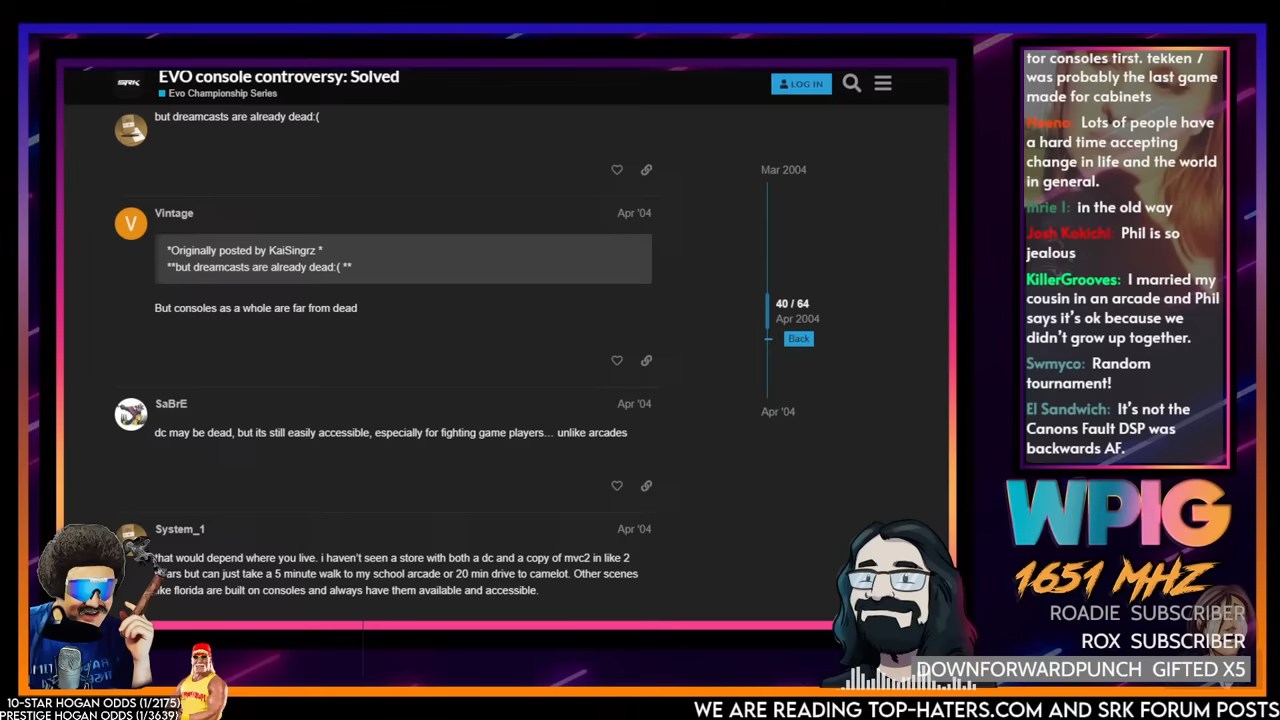 SRK
EVO console controversy: Solved
Evo Championship Series
LOG IN
but dreamcasts are already dead:(
Vintage
Apr '04
V
*Originally posted by KaiSingrz *
**but dreamcasts are already dead:( **
But consoles as a whole are far from dead
SaBrE
Apr '04
dc may be dead, but its still easily accessible, especially for fighting game players… unlike arcades
System_1
Apr '04
that would depend where you live. i haven't seen a store with both a dc and a copy of mvc2 in like 2
ars but can just take a 5 minute walk to my school arcade or 20 min drive to camelot. Other scenes
ke florida are built on consoles and always have them available and accessible.
Mar 2004
40 / 64
Apr 2004
Back
Apr '04
for consoles first. tekken 7
was probably the last game
made for cabinets
Neeno: Lots of people have
a hard time accepting
change in life and the world
in general.
in the old way
Josh Kokichi: Phil is so
jealous
KillerGrooves: I married my
cousin in an arcade and Phil
says it's ok because we
didn't grow up together.
Swmyco: Random
tournament!
El Sandwich: It's not the
Canons Fault DSP was
backwards AF.
WPIG
1651 MHZ
ROADIE SUBSCRIBER
ROX SUBSCRIBER
DOWNFORWARDPUNCH GIFTED X5
10-STAR HOGAN ODDS (1/2175)
PRESTIGE HOGAN ODDS (1/3639)
WE ARE READING TOP-HATERS.COM AND SRK FORUM POSTS